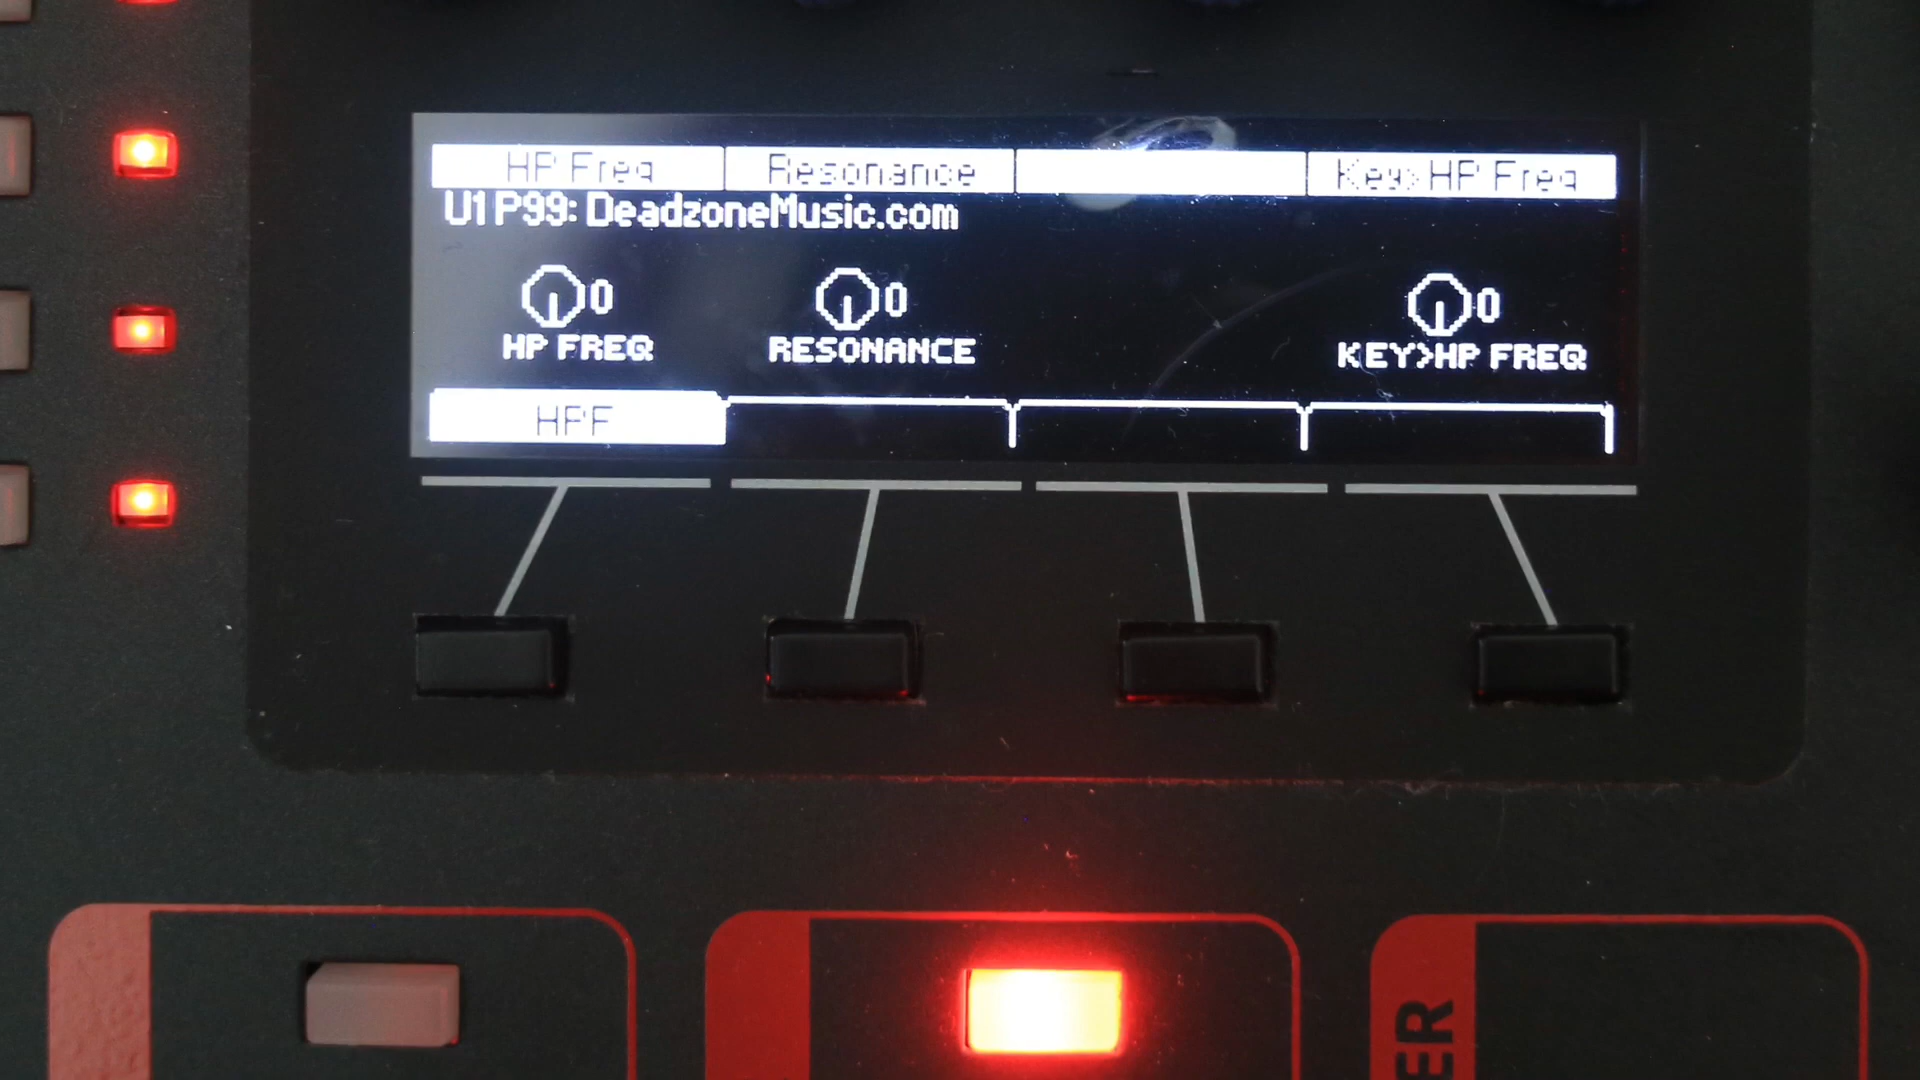 HP Freq Resonance Key>HP Freq
U1 P99: DeadzoneMusic.com
0 0 0
HP FREQ RESONANCE KEY>HP FREQ
HPF
ER